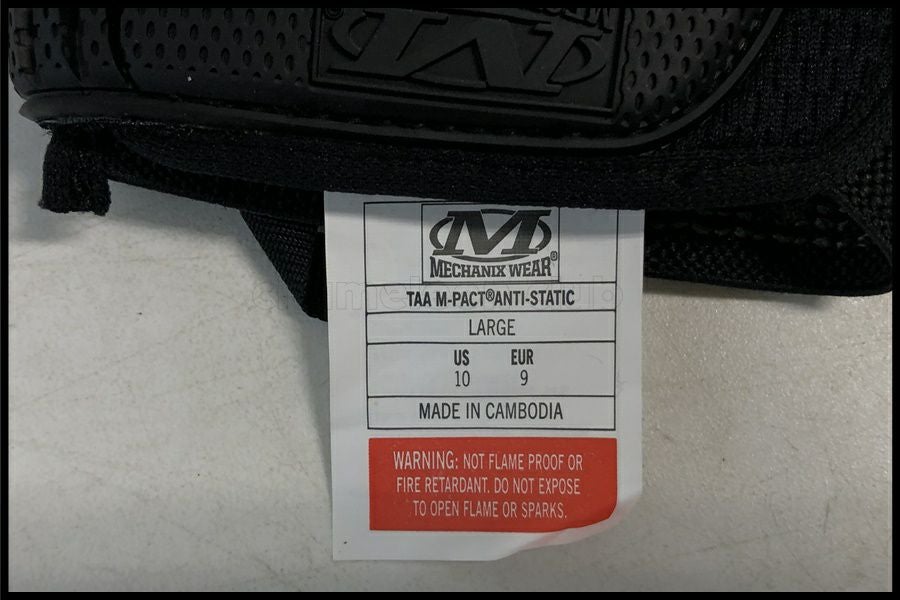 MECHANIX WEAR®
TAA M-PACT®ANTI-STATIC
LARGE
US EUR
10 9
MADE IN CAMBODIA
WARNING: NOT FLAME PROOF OR
FIRE RETARDANT. DO NOT EXPOSE
TO OPEN FLAME OR SPARKS.